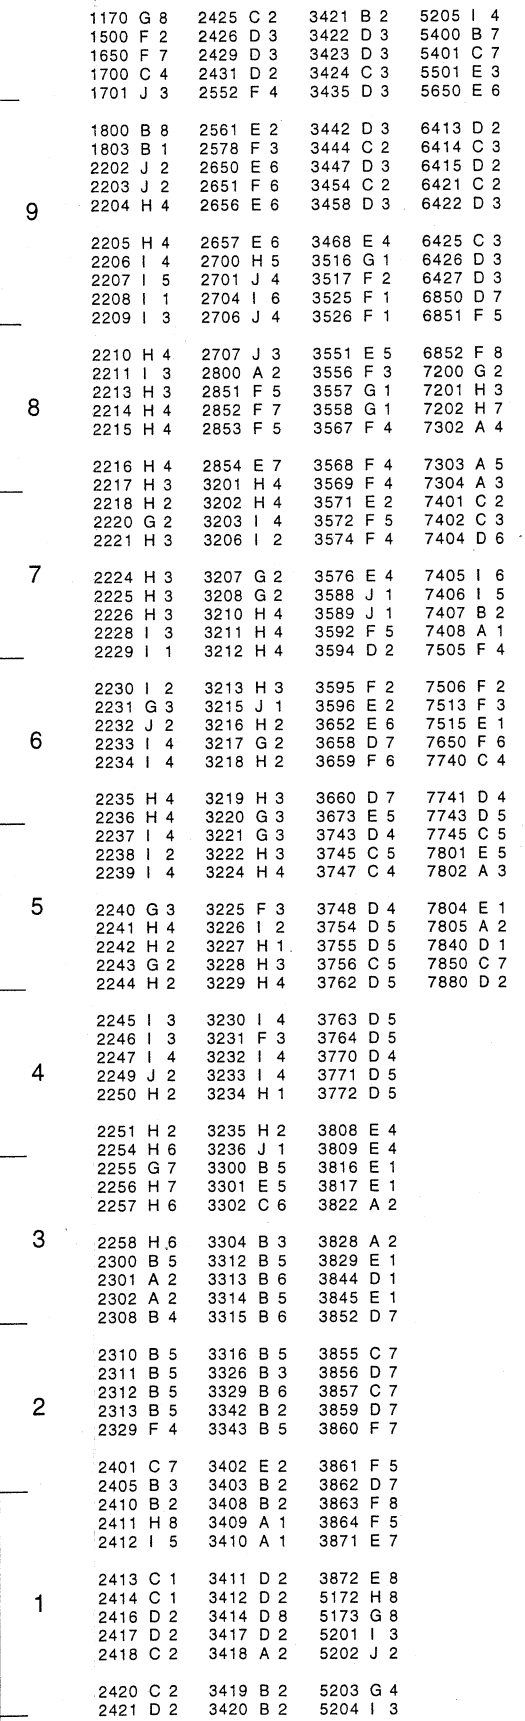 1170 G 8 2425 C 2 3421 B 2 5205 I 4
1500 F 2 2426 D 3 3422 D 3 5400 B 7
1650 F 7 2429 D 3 3423 D 3 5401 C 7
1700 C 4 2431 D 2 3424 C 3 5501 E 3
1701 J 3 2552 F 4 3435 D 3 5650 E 6
1800 B 8 2561 E 2 3442 D 3 6413 D 2
1803 B 1 2578 F 3 3444 C 2 6414 C 3
2202 J 2 2650 E 6 3447 D 3 6415 D 2
2203 J 2 2651 F 6 3454 C 2 6421 C 2
2204 H 4 2656 E 6 3458 D 3 6422 D 3
9
2205 H 4 2657 E 6 3468 E 4 6425 C 3
2206 I 4 2700 H 5 3516 G 1 6426 D 3
2207 I 5 2701 J 4 3517 F 2 6427 D 3
2208 I 1 2704 I 6 3525 F 1 6850 D 7
2209 I 3 2706 J 4 3526 F 1 6851 F 5
2210 H 4 2707 J 3 3551 E 5 6852 F 8
2211 I 3 2800 A 2 3556 F 3 7200 G 2
2213 H 3 2851 F 5 3557 G 1 7201 H 3
8 2214 H 4 2852 F 7 3558 G 1 7202 H 7
2215 H 4 2853 F 5 3567 F 4 7302 A 4
2216 H 4 2854 E 7 3568 F 4 7303 A 5
2217 H 3 3201 H 4 3569 F 4 7304 A 3
2218 H 2 3202 H 4 3571 E 2 7401 C 2
2220 G 2 3203 I 4 3572 F 5 7402 C 3
2221 H 3 3206 I 2 3574 F 4 7404 D 6
7 2224 H 3 3207 G 2 3576 E 4 7405 I 6
2225 H 3 3208 G 2 3588 J 1 7406 I 5
2226 H 3 3210 H 4 3589 J 1 7407 B 2
2228 I 3 3211 H 4 3592 F 5 7408 A 1
2229 I 1 3212 H 4 3594 D 2 7505 F 4
2230 I 2 3213 H 3 3595 F 2 7506 F 2
2231 G 3 3215 J 1 3596 E 2 7513 F 3
2232 J 2 3216 H 2 3652 E 6 7515 E 1
6 2233 I 4 3217 G 2 3658 D 7 7650 F 6
2234 I 4 3218 H 2 3659 F 6 7740 C 4
2235 H 4 3219 H 3 3660 D 7 7741 D 4
2236 H 4 3220 G 3 3673 E 5 7743 D 5
2237 I 4 3221 G 3 3743 D 4 7745 C 5
2238 I 2 3222 H 3 3745 C 5 7801 E 5
2239 I 4 3224 H 4 3747 C 4 7802 A 3
5 2240 G 3 3225 F 3 3748 D 4 7804 E 1
2241 H 4 3226 I 2 3754 D 5 7805 A 2
2242 H 2 3227 H 1 3755 D 5 7840 D 1
2243 G 2 3228 H 3 3756 C 5 7850 C 7
2244 H 2 3229 H 4 3762 D 5 7880 D 2
2245 I 3 3230 I 4 3763 D 5
2246 I 3 3231 F 3 3764 D 5
2247 I 4 3232 I 4 3770 D 4
4 2249 J 2 3233 I 4 3771 D 5
2250 H 2 3234 H 1 3772 D 5
2251 H 2 3235 H 2 3808 E 4
2254 H 6 3236 J 1 3809 E 4
2255 G 7 3300 B 5 3816 E 1
2256 H 7 3301 E 5 3817 E 1
2257 H 6 3302 C 6 3822 A 2
3 2258 H 6 3304 B 3 3828 A 2
2300 B 5 3312 B 5 3829 E 1
2301 A 2 3313 B 6 3844 D 1
2302 A 2 3314 B 5 3845 E 1
2308 B 4 3315 B 6 3852 D 7
2310 B 5 3316 B 5 3855 C 7
2311 B 5 3326 B 3 3856 D 7
2312 B 5 3329 B 6 3857 C 7
2 2313 B 5 3342 B 2 3859 D 7
2329 F 4 3343 B 5 3860 F 7
2401 C 7 3402 E 2 3861 F 5
2405 B 3 3403 B 2 3862 D 7
2410 B 2 3408 B 2 3863 F 8
2411 H 8 3409 A 1 3864 F 5
2412 I 5 3410 A 1 3871 E 7
2413 C 1 3411 D 2 3872 E 8
2414 C 1 3412 D 2 5172 H 8
1 2416 D 2 3414 D 8 5173 G 8
2417 D 2 3417 D 2 5201 I 3
2418 C 2 3418 A 2 5202 J 2
2420 C 2 3419 B 2 5203 G 4
2421 D 2 3420 B 2 5204 I 3